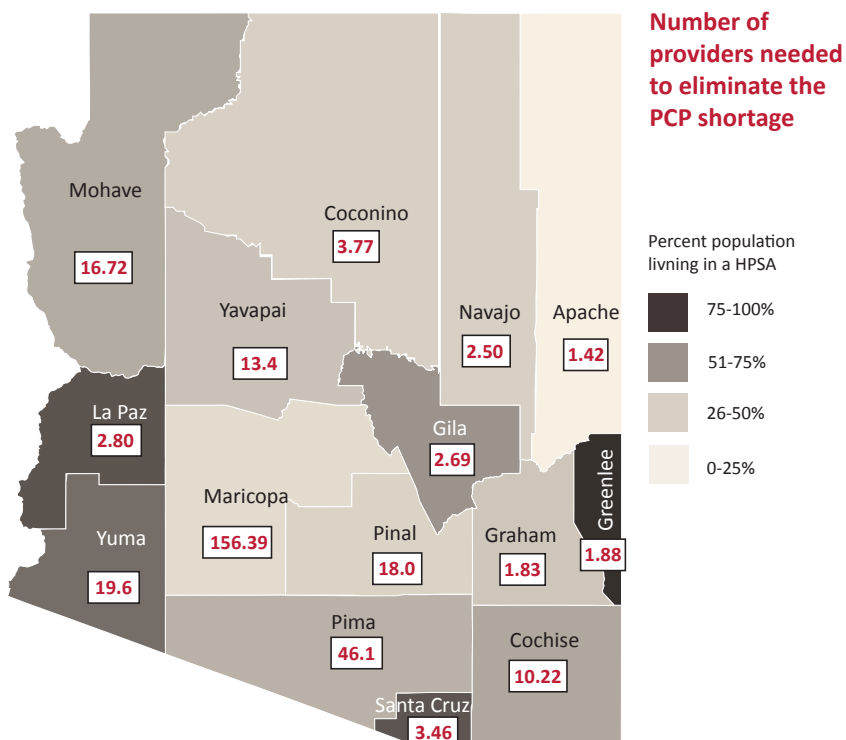 Number of
providers needed
to eliminate the
PCP shortage
Mohave
16.72
Coconino
3.77
Navajo
2.50
Apache
1.42
Yavapai
13.4
La Paz
2.80
Gila
2.69
Greenlee
1.88
Maricopa
156.39
Pinal
18.0
Graham
1.83
Yuma
19.6
Pima
46.1
Cochise
10.22
Santa Cruz
3.46
Percent population
livning in a HPSA
75-100%
51-75%
26-50%
0-25%